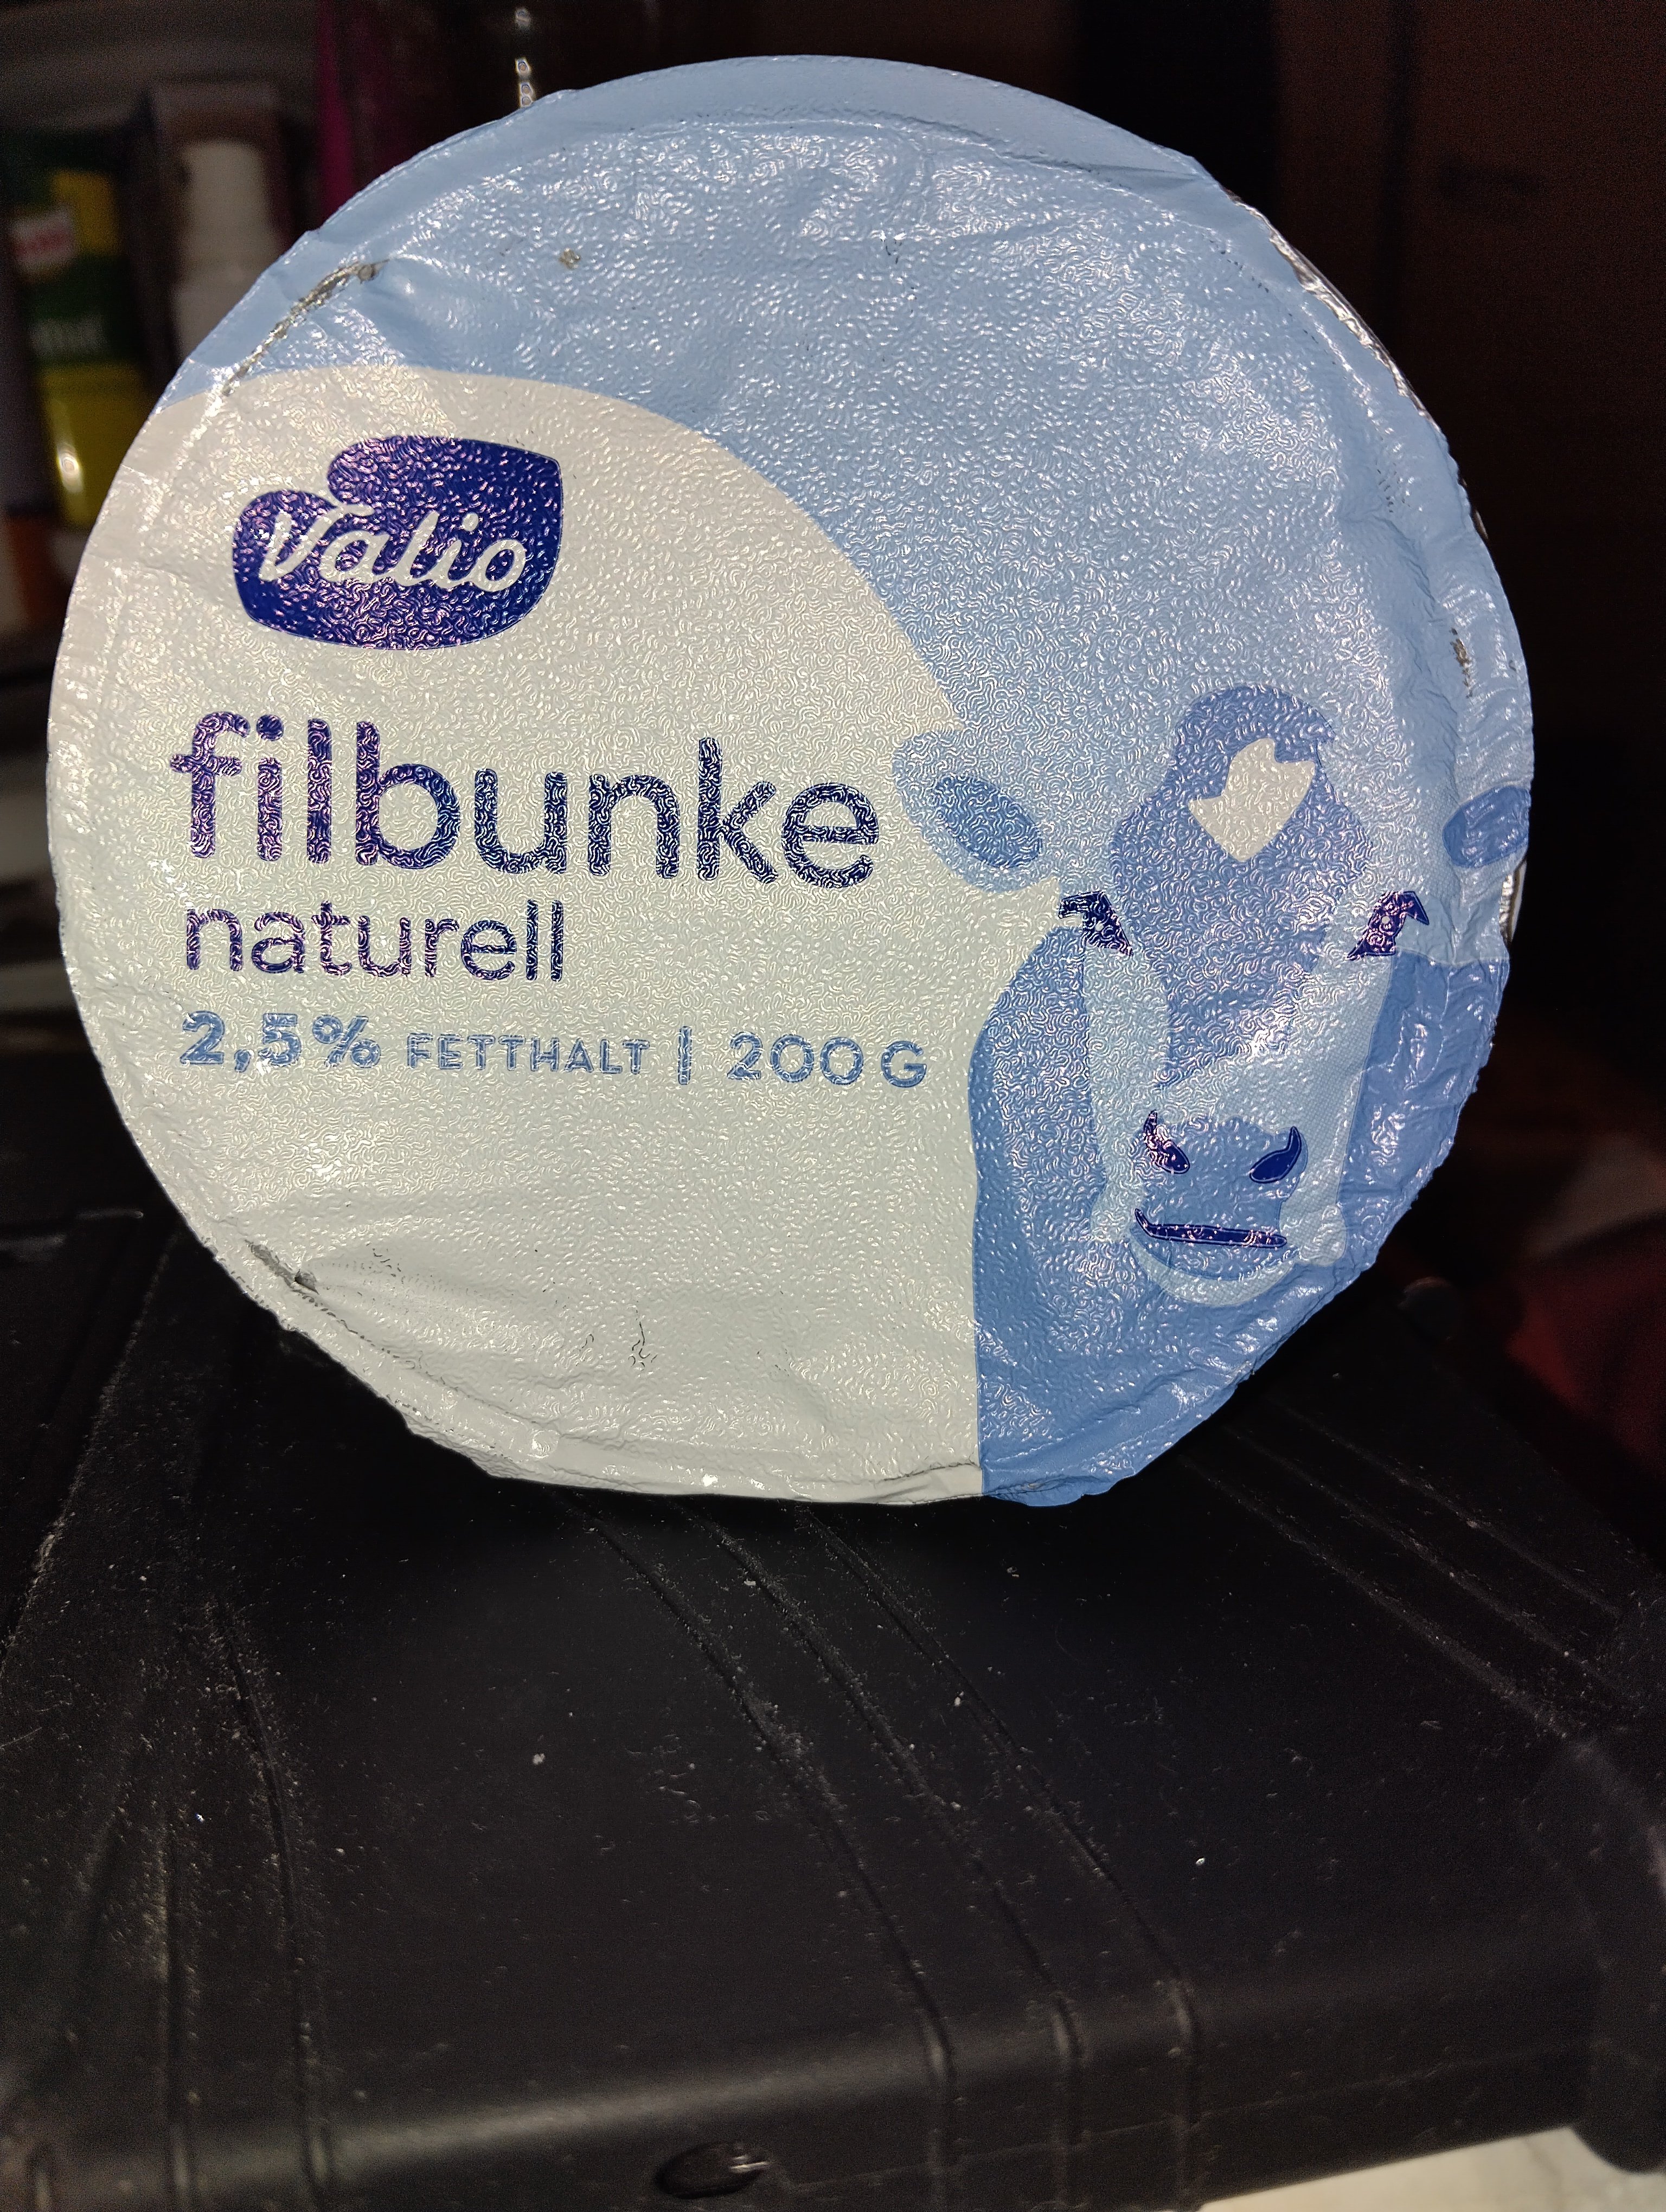 Valio
filbunke
naturell
2,5% FETTHALT | 200 G